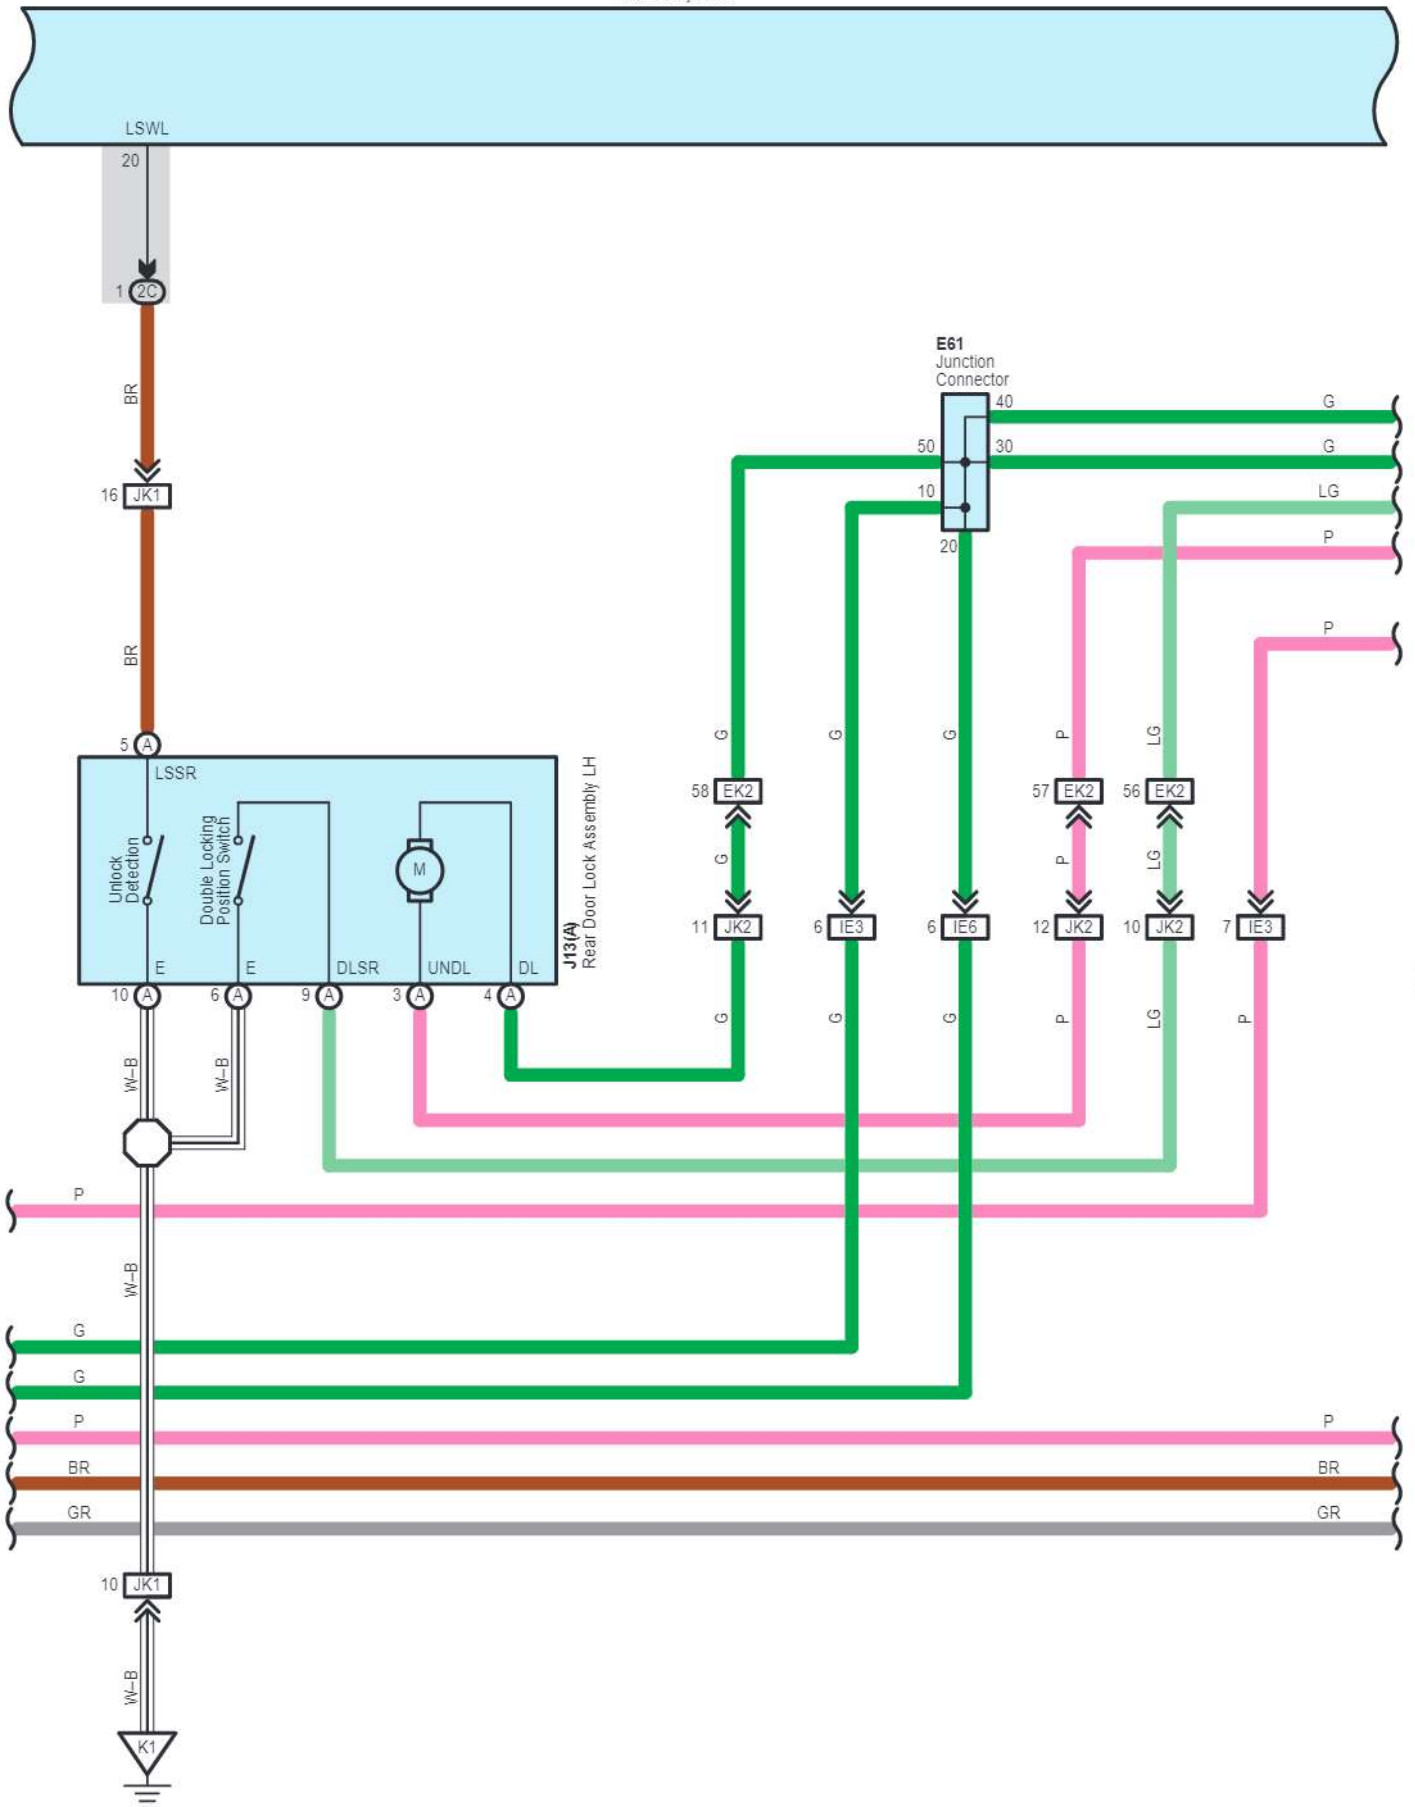 LSWL
20
1 2C
BR
E61
Junction
Connector
40 G
50 30 G
10 LG
20 P
16 JK1
P
BR
G G G P LG
5 A
LSSR
58 EK2 57 EK2 56 EK2
Unlock
Detection
Double Locking
Position Switch
M
J13(A)
Rear Door Lock Assembly LH
G P LG
11 JK2 6 IE3 6 IE6 12 JK2 10 JK2 7 IE3
E E DLSR UNDL DL
10 A 6 A 9 A 3 A 4 A
G G G P LG P
W–B W–B
P
W–B
G
G
P P
BR BR
GR GR
10 JK1
W–B
K1